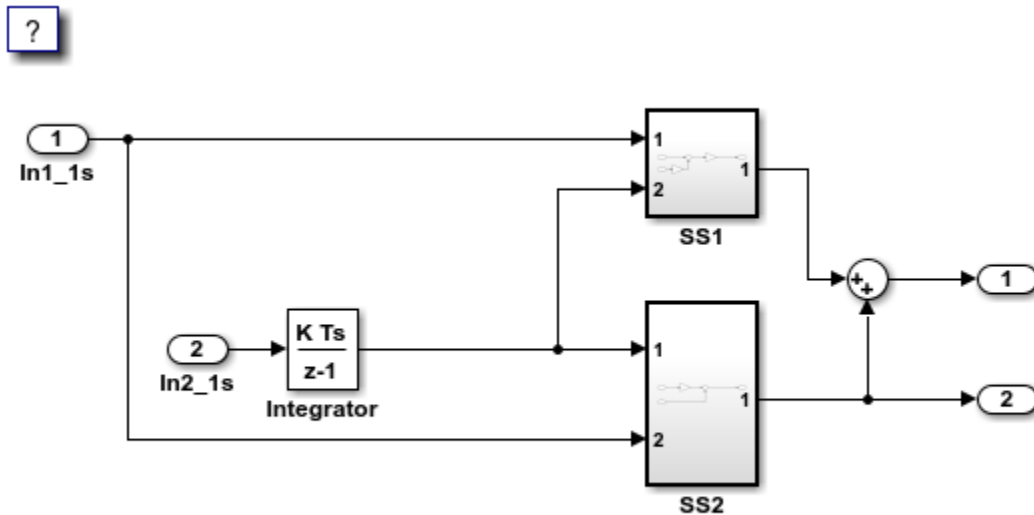 ?
1
In1_1s
1
2
1
SS1
1
2
In2_1s
K Ts
z-1
Integrator
1
2
1
SS2
+
+
2